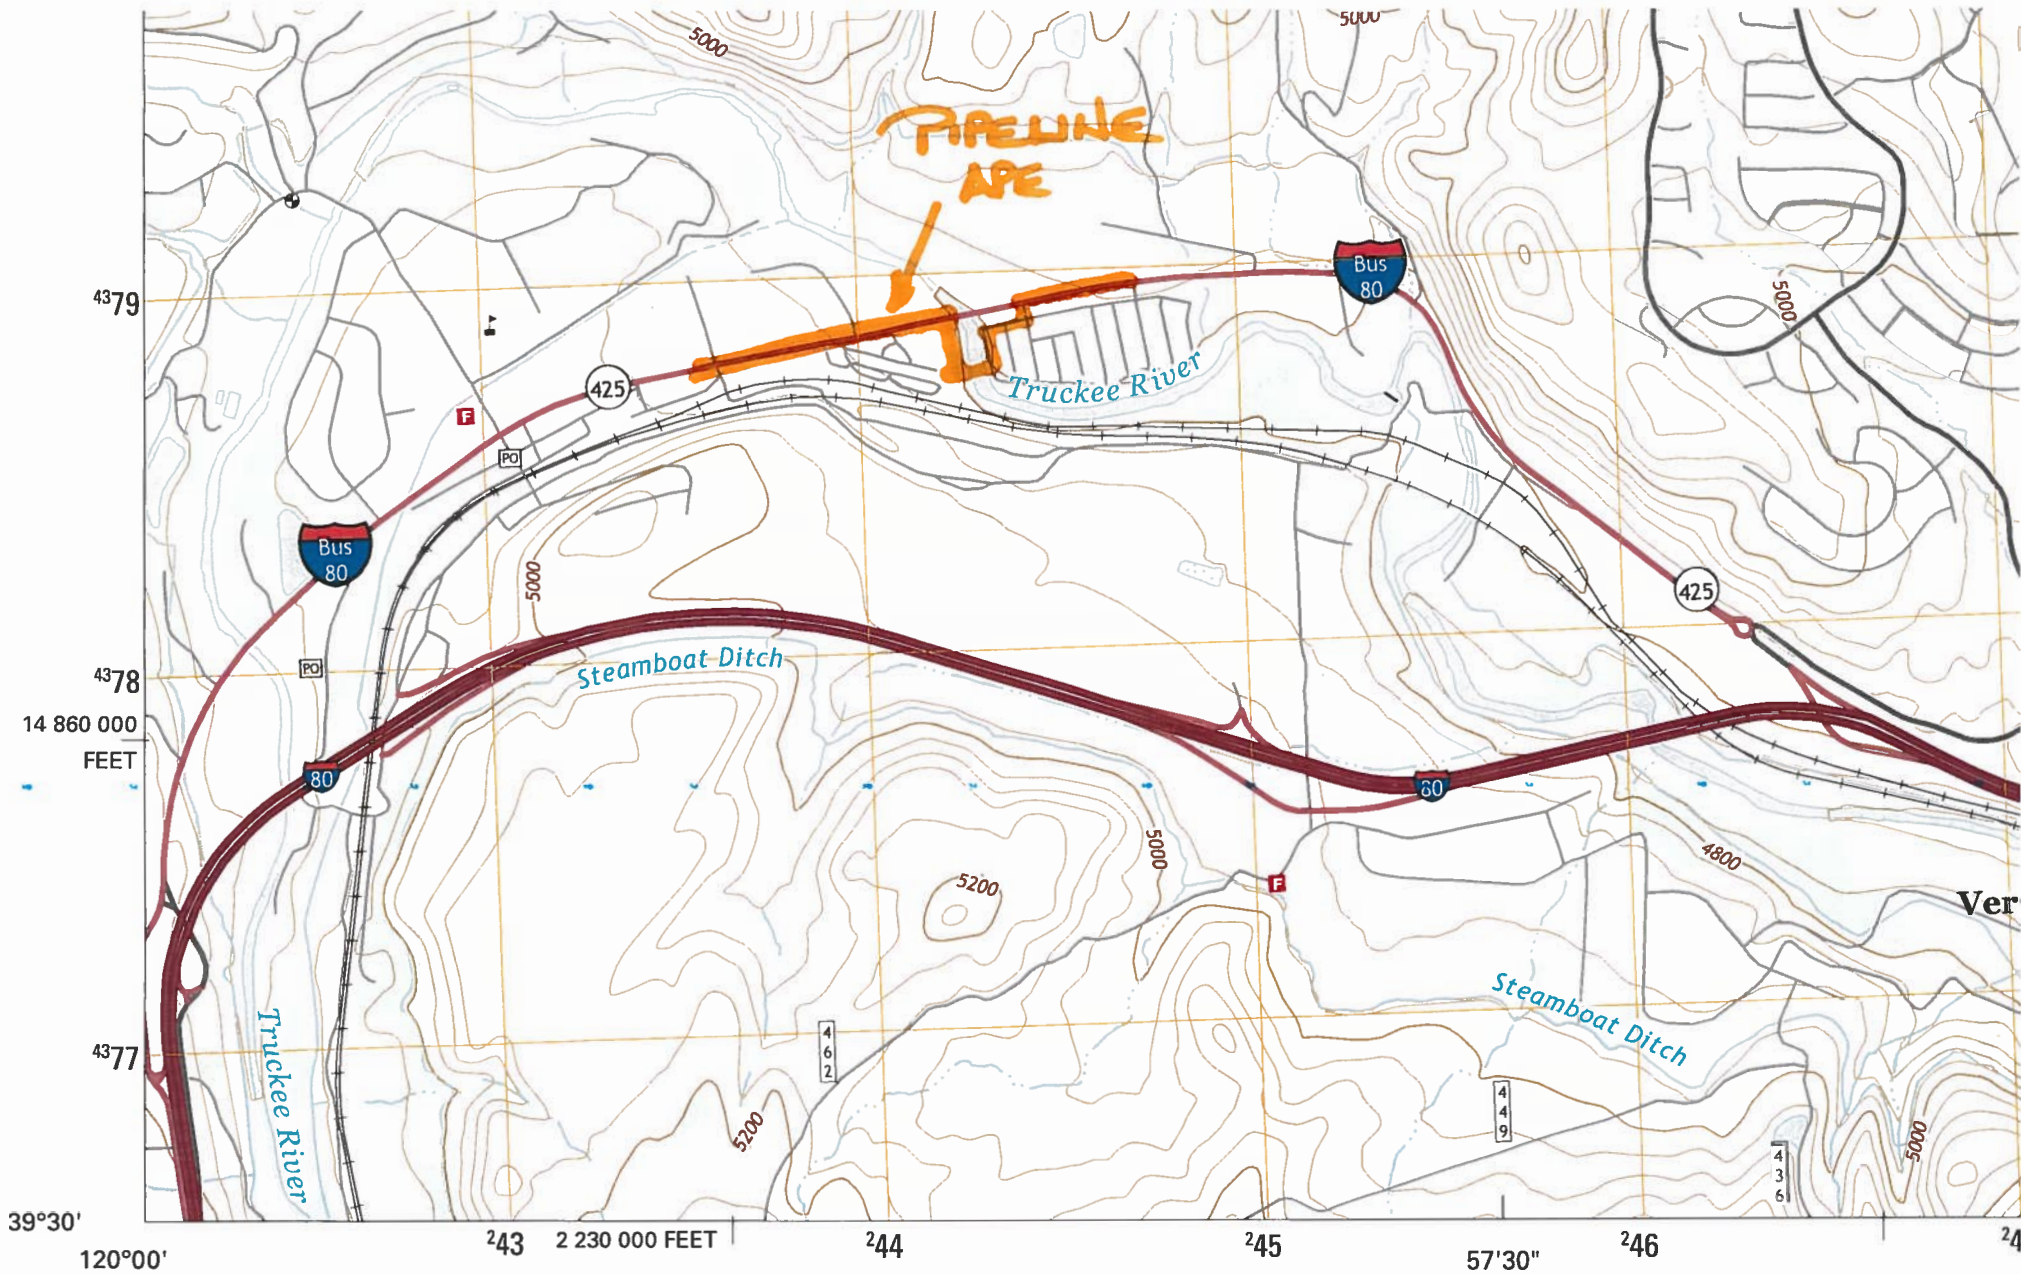 5000
5000
PIPELINE
APE
Bus
80
⁴³79
5000
425
Truckee River
F
PO
Bus
80
5000
425
Steamboat Ditch
PO
⁴³78
14 860 000
FEET
80
80
5000
4800
5200
F
Ver
Steamboat Ditch
Truckee River
462
⁴³77
449
5200
5000
436
39°30'
120°00'
²43
2 230 000 FEET
²44
²45
57'30"
²46
²4